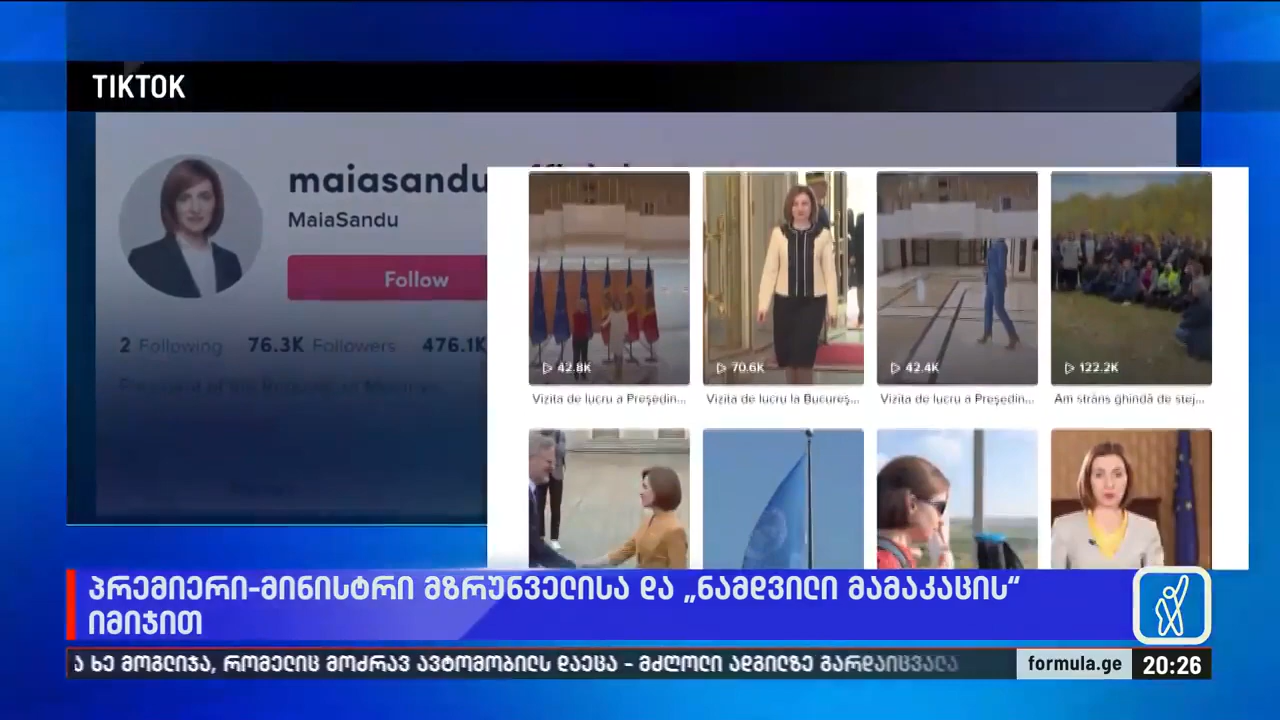 TIKTOK
maiasandu
MaiaSandu
Follow
2 Following 76.3K Followers 476.1K
42.8K
70.6K
42.4K
122.2K
Vizita de lucru a Președin...
Vizita de lucru la Bucureș...
Vizita de lucru a Președin...
Am strâns ghindă de stej...
პრემიერი-მინისტრი მზრუნველისა და „ნამდვილი მამაკაცის“
იმიჯით
ა ხე მოგლიჯა, რომელიც მოძრავ ავტომობილს დაეცა - მძღოლი ადგილზე გარდაიცვალა
formula.ge
20:26